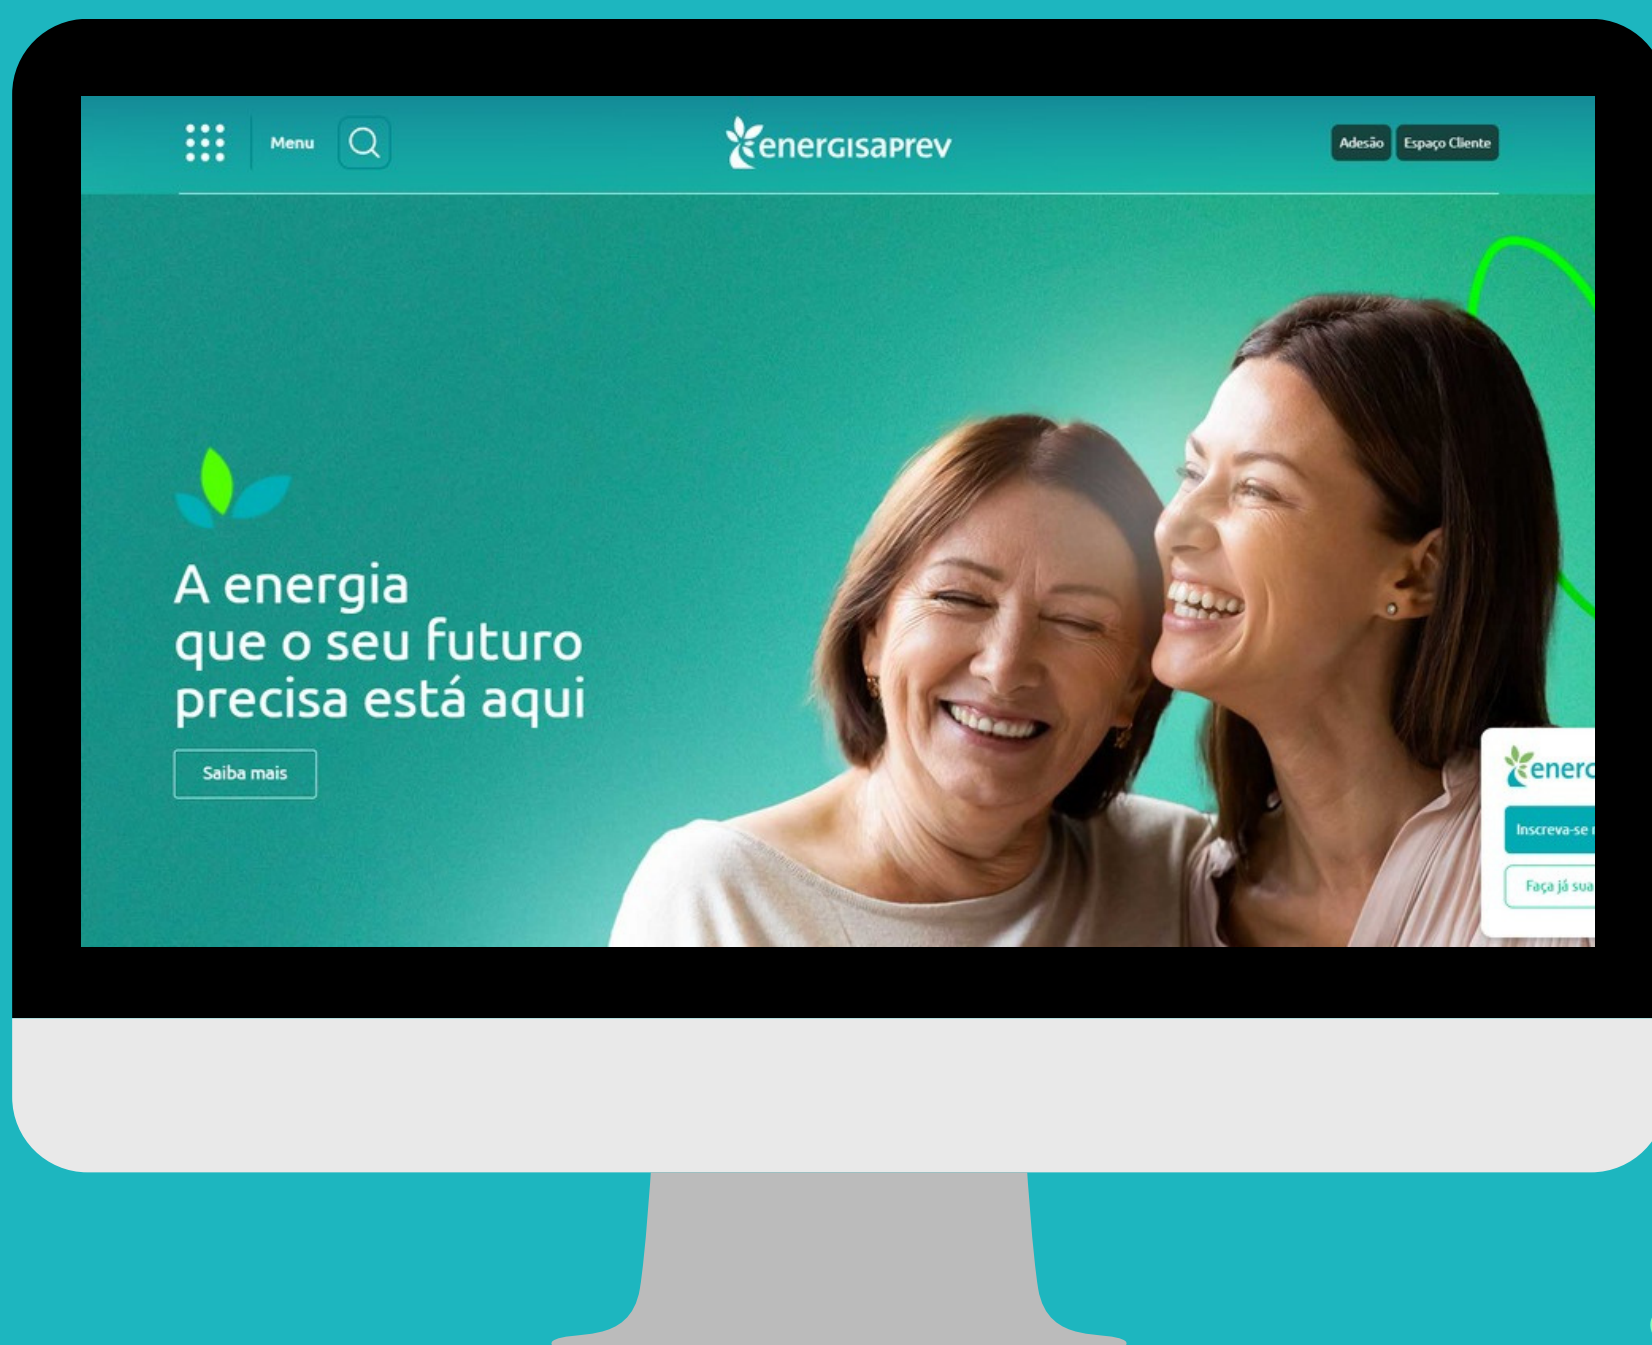 Menu
energisaprev
Adesão
Espaço Cliente
A energia
que o seu futuro
precisa está aqui
Saiba mais
energ
Inscreva-se
Faça já sua